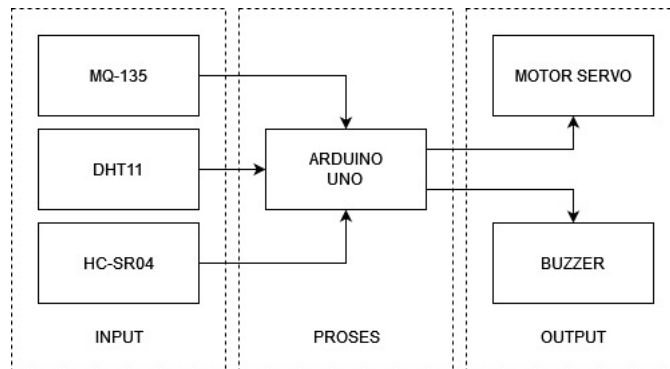 MQ-135
DHT11
HC-SR04
INPUT
ARDUINO
UNO
PROSES
MOTOR SERVO
BUZZER
OUTPUT